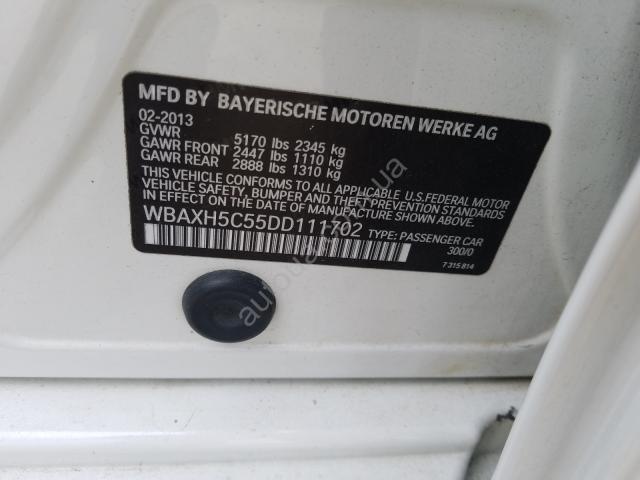 MFD BY BAYERISCHE MOTOREN WERKE AG
02-2013
GVWR 5170 lbs 2345 kg
GAWR FRONT 2447 lbs 1110 kg
GAWR REAR 2888 lbs 1310 kg
THIS VEHICLE CONFORMS TO ALL APPLICABLE U.S.FEDERAL MOTOR
VEHICLE SAFETY, BUMPER AND THEFT PREVENTION STANDARDS
IN EFFECT ON THE DATE OF MANUFACTURE SHOWN ABOVE.
WBAXH5C55DD111702 TYPE: PASSENGER CAR
300/0
7 315 814